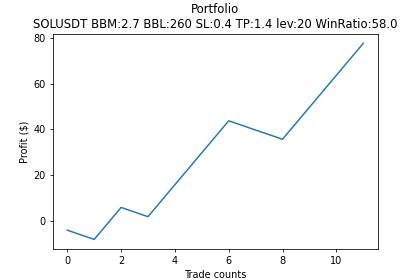 Portfolio
SOLUSDT BBM:2.7 BBL:260 SL:0.4 TP:1.4 lev:20 WinRatio:58.0
80
60
40
20
0
Profit ($)
0 2 4 6 8 10
Trade counts